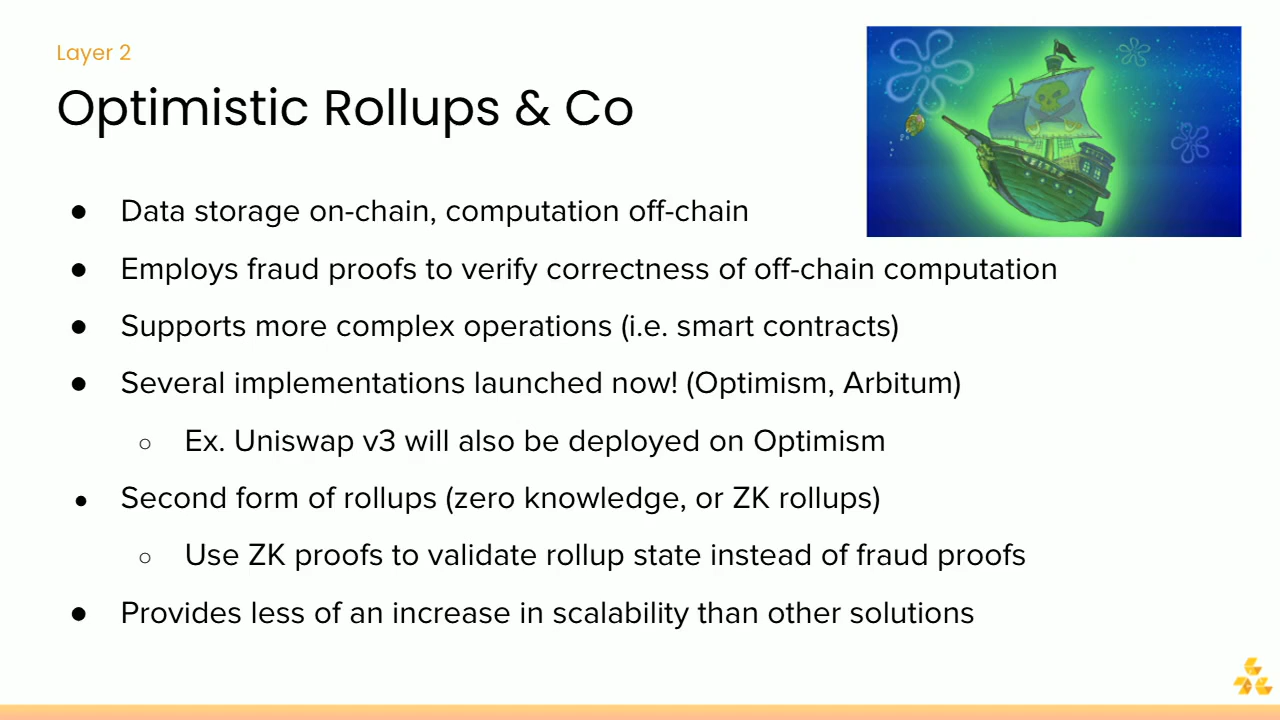 Layer 2
Optimistic Rollups & Co
● Data storage on-chain, computation off-chain
● Employs fraud proofs to verify correctness of off-chain computation
● Supports more complex operations (i.e. smart contracts)
● Several implementations launched now! (Optimism, Arbitum)
○ Ex. Uniswap v3 will also be deployed on Optimism
● Second form of rollups (zero knowledge, or ZK rollups)
○ Use ZK proofs to validate rollup state instead of fraud proofs
● Provides less of an increase in scalability than other solutions